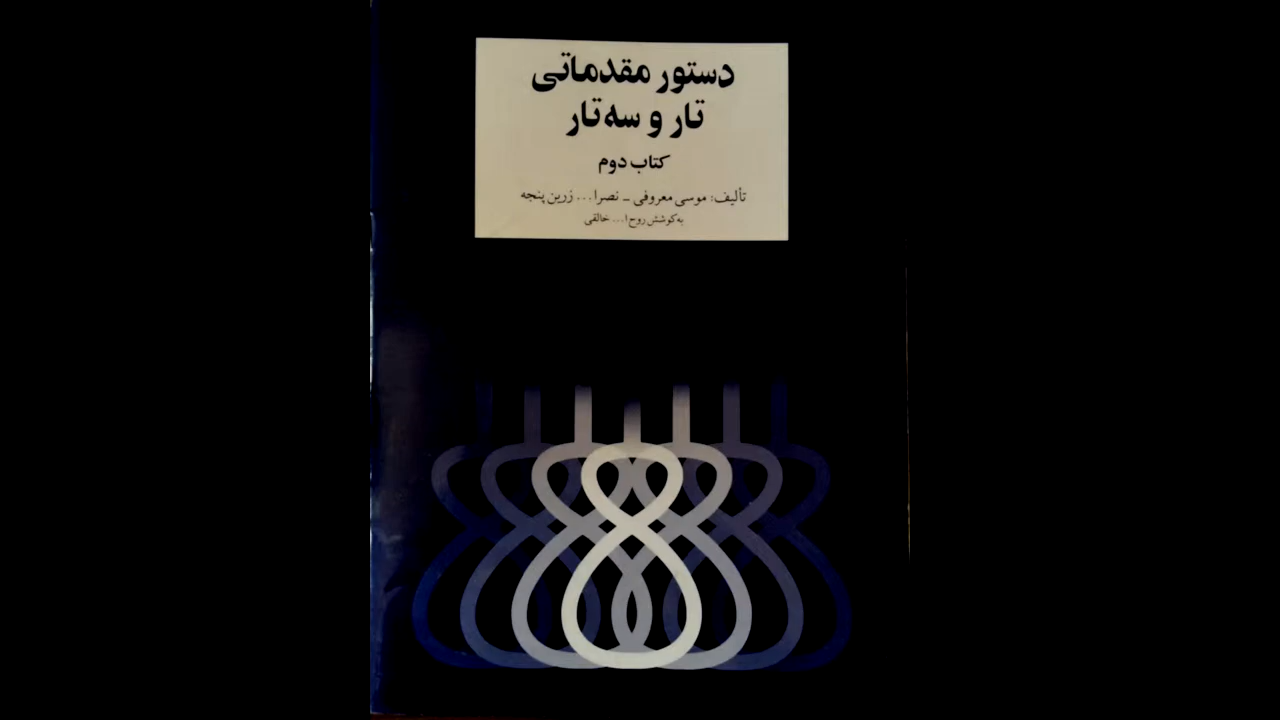 دستور مقدماتی
تار و سه‌تار
کتاب دوم
تألیف: موسی معروفی ـ نصرا... زرین پنجه
به‌کوشش روح ا... خالقی